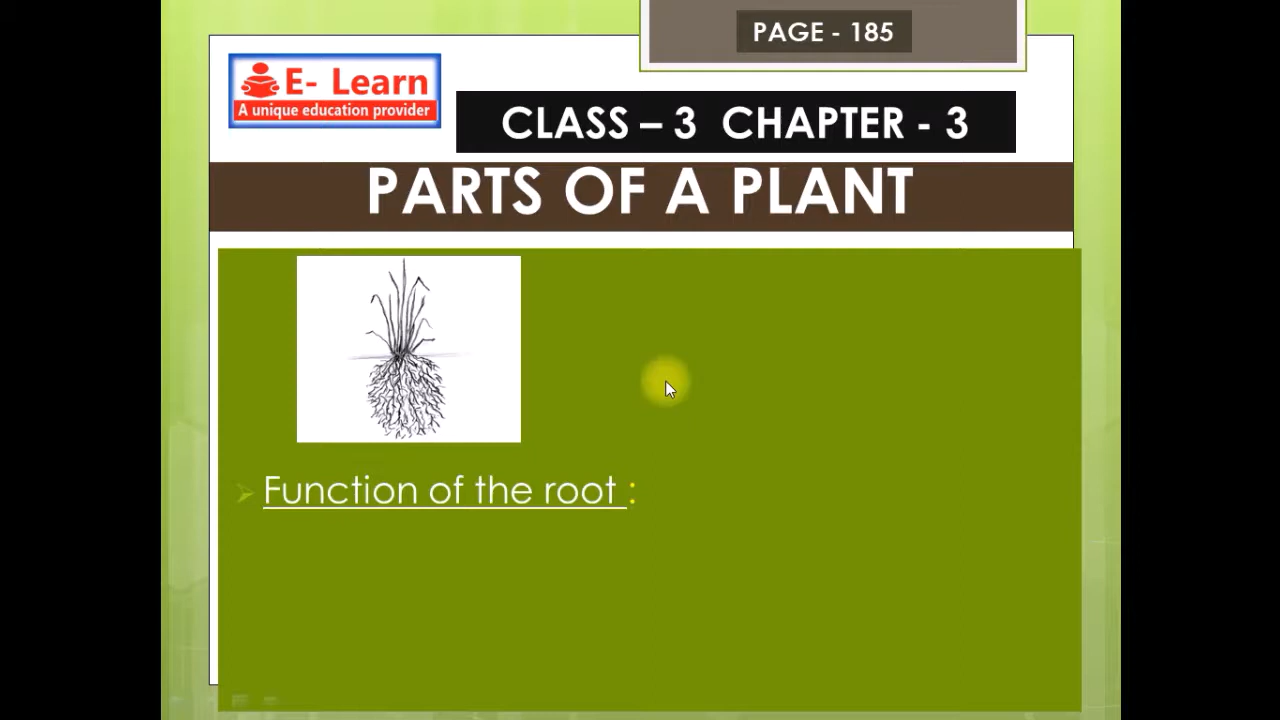 PAGE - 185
E- Learn
A unique education provider
CLASS – 3 CHAPTER - 3
PARTS OF A PLANT
Function of the root :